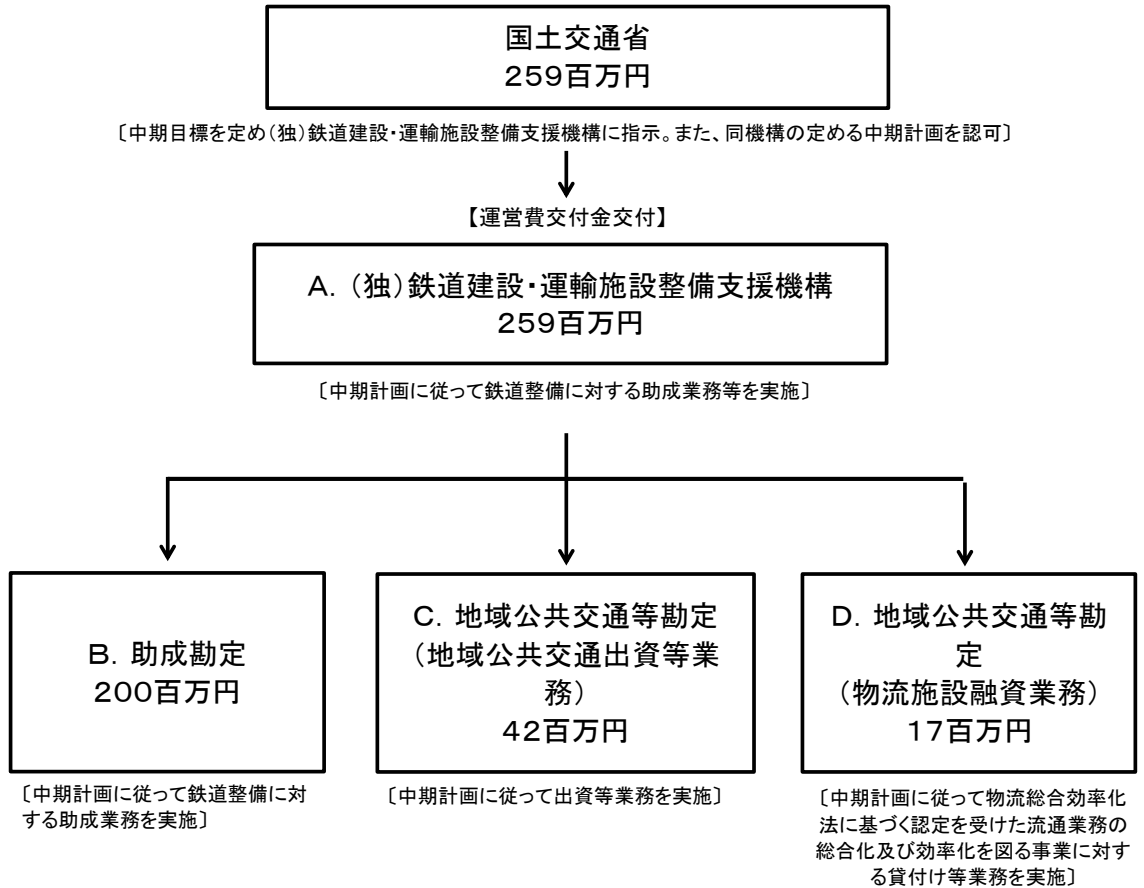 国土交通省
259百万円
〔中期目標を定め(独)鉄道建設・運輸施設整備支援機構に指示。また、同機構の定める中期計画を認可〕
【運営費交付金交付】
A．（独）鉄道建設・運輸施設整備支援機構
259百万円
〔中期計画に従って鉄道整備に対する助成業務等を実施〕
B．助成勘定
200百万円
〔中期計画に従って鉄道整備に対
する助成業務を実施〕
C．地域公共交通等勘定
（地域公共交通出資等業
務）
42百万円
〔中期計画に従って出資等業務を実施〕
D．地域公共交通等勘
定
（物流施設融資業務）
17百万円
〔中期計画に従って物流総合効率化
法に基づく認定を受けた流通業務の
総合化及び効率化を図る事業に対す
る貸付け等業務を実施〕